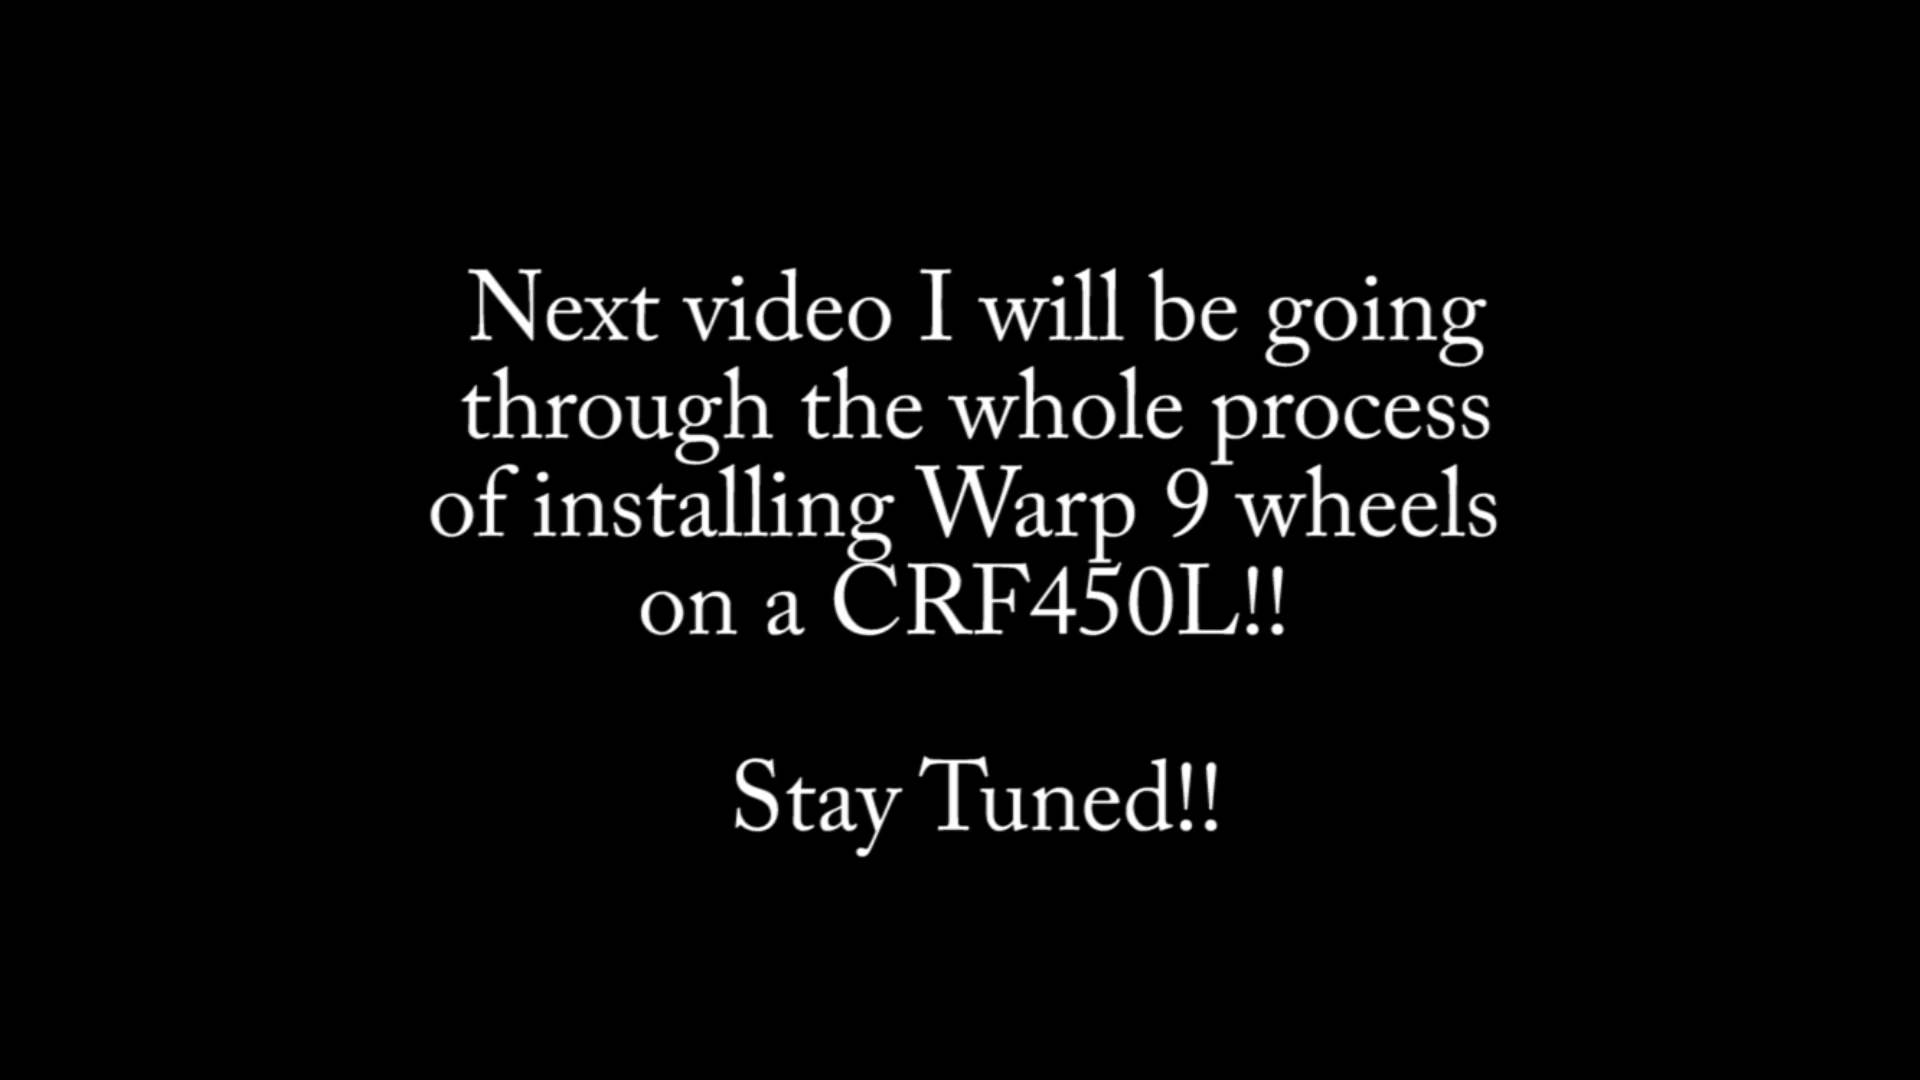 Next video I will be going
through the whole process
of installing Warp 9 wheels
on a CRF450L!!
Stay Tuned!!